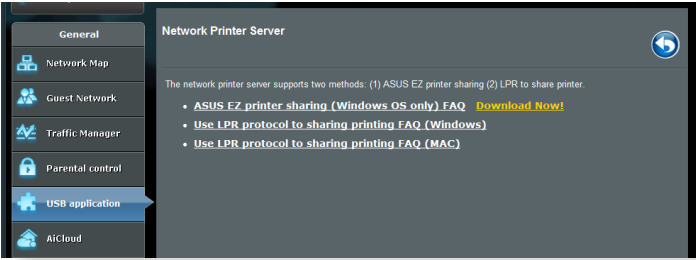 General
Network Map
Guest Network
Traffic Manager
Parental control
USB application
AiCloud
Network Printer Server
The network printer server supports two methods: (1) ASUS EZ printer sharing (2) LPR to share printer.
ASUS EZ printer sharing (Windows OS only) FAQ Download Now!
Use LPR protocol to sharing printing FAQ (Windows)
Use LPR protocol to sharing printing FAQ (MAC)